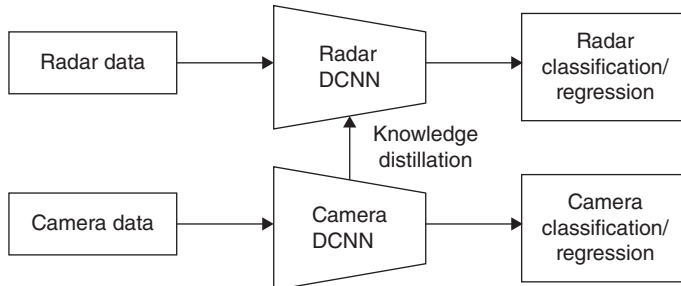 Radar data
Radar
DCNN
Radar
classification/
regression
Knowledge
distillation
Camera data
Camera
DCNN
Camera
classification/
regression